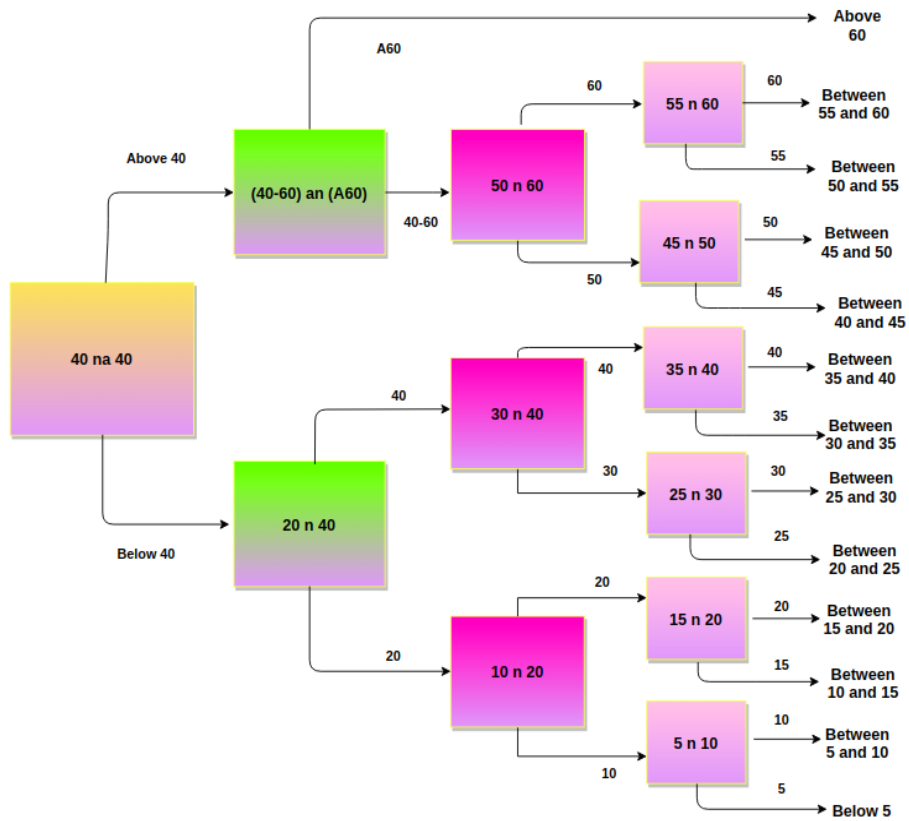 Above
60
A60
60
55 n 60
60
Between
55 and 60
Above 40
55
Between
50 and 55
(40-60) an (A60)
50 n 60
40-60
50
45 n 50
50
Between
45 and 50
45
Between
40 and 45
40 na 40
40
35 n 40
40
Between
35 and 40
40
30 n 40
35
Between
30 and 35
30
25 n 30
30
Between
25 and 30
20 n 40
Below 40
25
Between
20 and 25
20
15 n 20
20
Between
15 and 20
20
10 n 20
15
Between
10 and 15
10
5 n 10
10
Between
5 and 10
5
Below 5